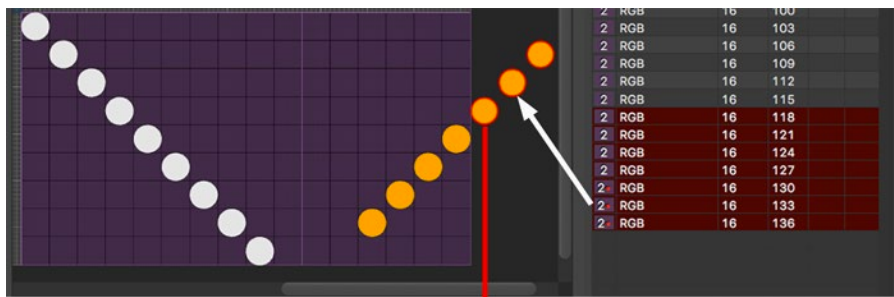 2 RGB 16 100
2 RGB 16 103
2 RGB 16 106
2 RGB 16 109
2 RGB 16 112
2 RGB 16 115
2 RGB 16 118
2 RGB 16 121
2 RGB 16 124
2 RGB 16 127
2 RGB 16 130
2 RGB 16 133
2 RGB 16 136